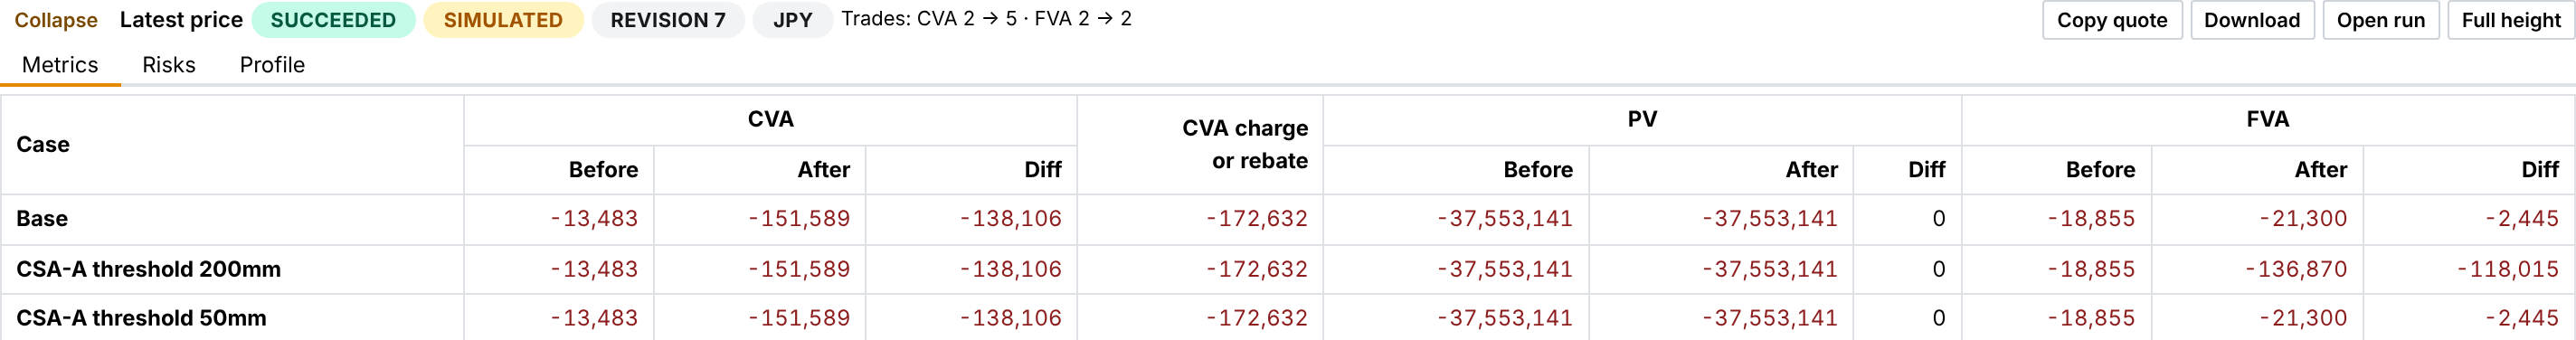 Collapse Latest price SUCCEEDED SIMULATED REVISION 7 JPY Trades: CVA 2 → 5 · FVA 2 → 2 Copy quote Download Open run Full height
Metrics Risks Profile
Case CVA CVA charge or rebate PV FVA
Before After Diff Before After Diff Before After Diff
Base -13,483 -151,589 -138,106 -172,632 -37,553,141 -37,553,141 0 -18,855 -21,300 -2,445
CSA-A threshold 200mm -13,483 -151,589 -138,106 -172,632 -37,553,141 -37,553,141 0 -18,855 -136,870 -118,015
CSA-A threshold 50mm -13,483 -151,589 -138,106 -172,632 -37,553,141 -37,553,141 0 -18,855 -21,300 -2,445